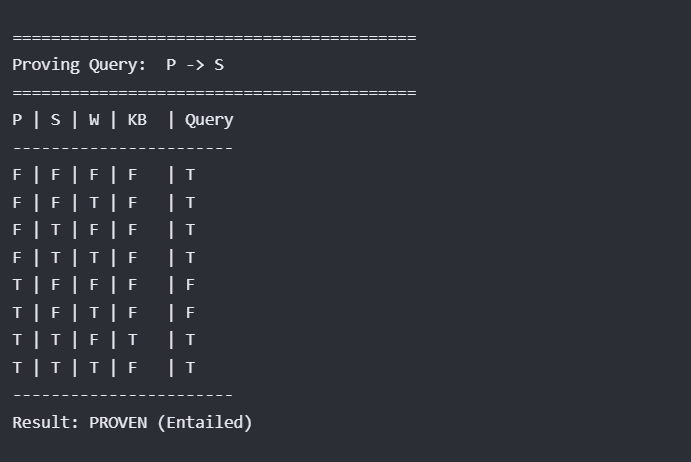 ==========================================
Proving Query:  P -> S
==========================================
P | S | W | KB  | Query
-----------------------
F | F | F | F   | T
F | F | T | F   | T
F | T | F | F   | T
F | T | T | F   | T
T | F | F | F   | F
T | F | T | F   | F
T | T | F | T   | T
T | T | T | F   | T
-----------------------
Result: PROVEN (Entailed)